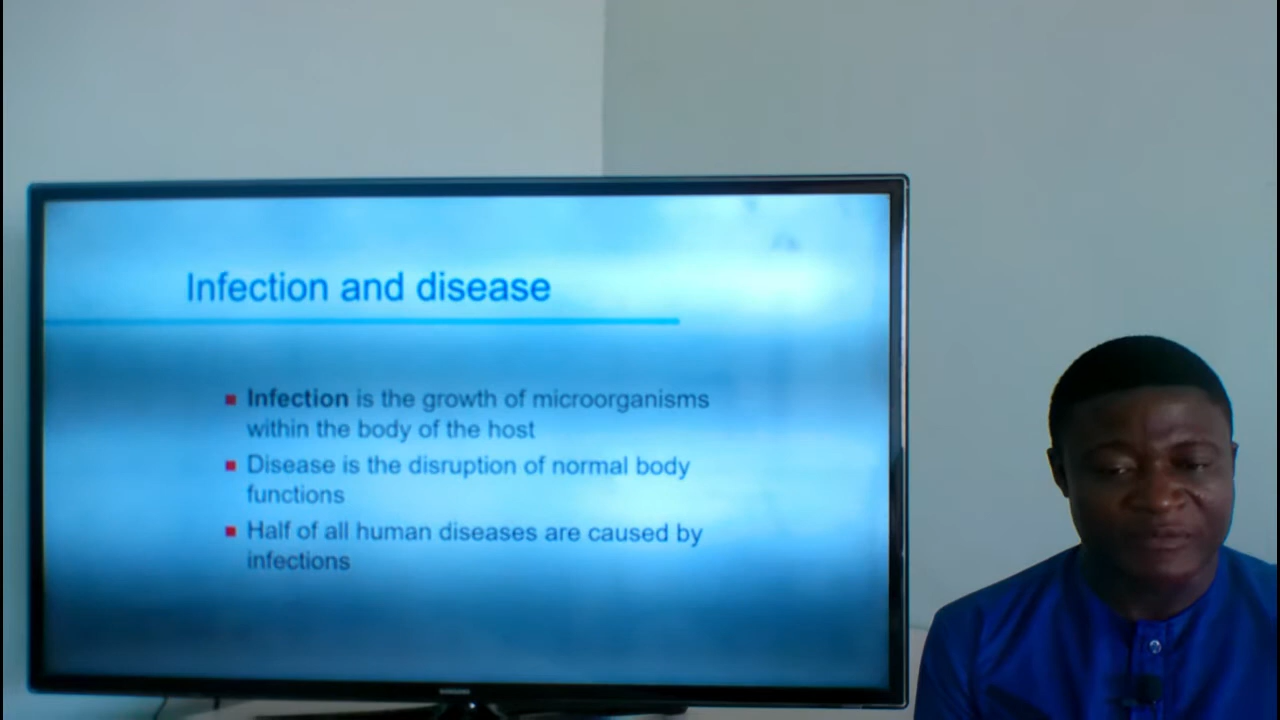 Infection and disease
Infection is the growth of microorganisms
within the body of the host
Disease is the disruption of normal body
functions
Half of all human diseases are caused by
infections
SAMSUNG